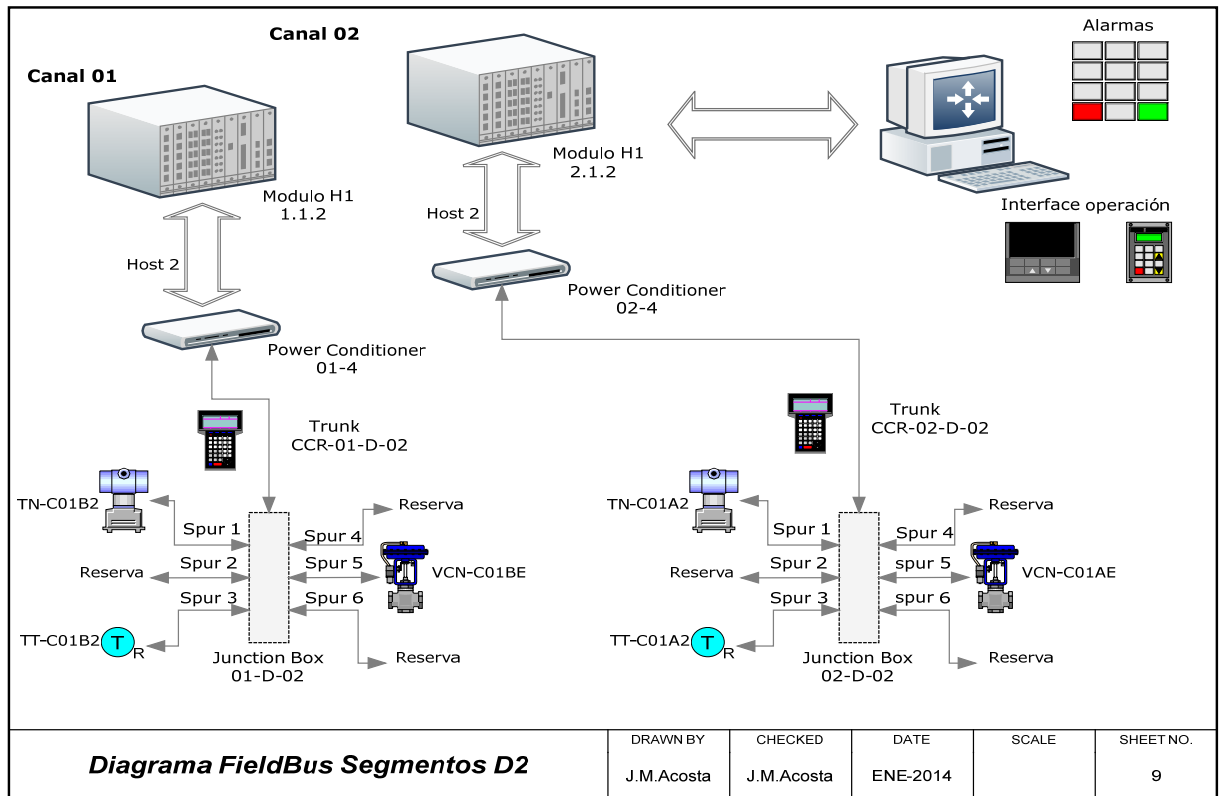 Canal 01
Canal 02
Alarmas
Modulo H1
1.1.2
Modulo H1
2.1.2
Interface operación
Host 2
Host 2
Power Conditioner
01-4
Power Conditioner
02-4
Trunk
CCR-01-D-02
Trunk
CCR-02-D-02
TN-C01B2
Spur 1
Spur 2
Spur 3
Reserva
TT-C01B2
T
R
Spur 4
Spur 5
Spur 6
Reserva
VCN-C01BE
Reserva
Junction Box
01-D-02
TN-C01A2
Spur 1
Spur 2
Spur 3
Reserva
TT-C01A2
T
R
Spur 4
spur 5
spur 6
Reserva
VCN-C01AE
Reserva
Junction Box
02-D-02
Diagrama FieldBus Segmentos D2
DRAWN BY
J.M.Acosta
CHECKED
J.M.Acosta
DATE
ENE-2014
SCALE
SHEET NO.
9